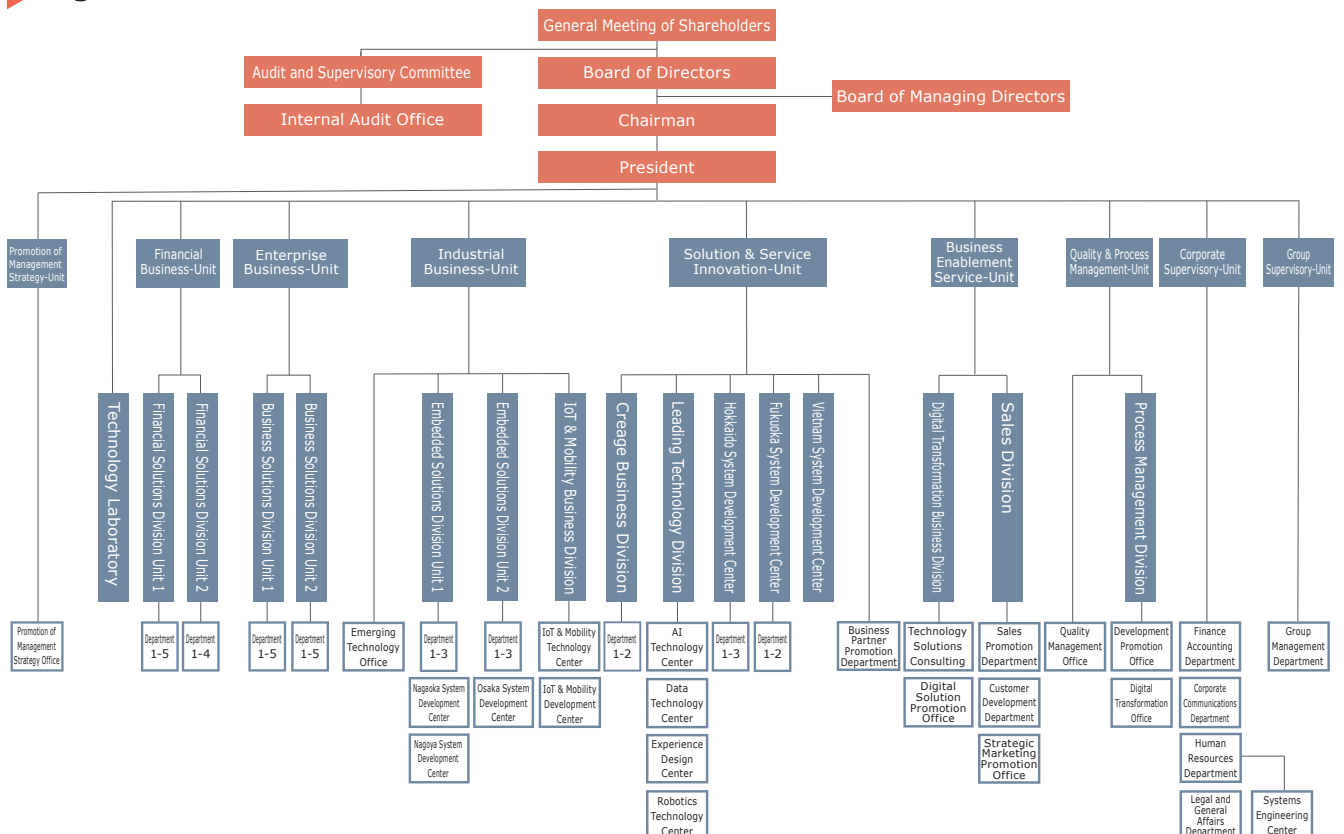 General Meeting of Shareholders
Audit and Supervisory Committee
Board of Directors
Board of Managing Directors
Internal Audit Office
Chairman
President
Promotion of
Management
Strategy-Unit
Financial
Business-Unit
Enterprise
Business-Unit
Industrial
Business-Unit
Solution & Service
Innovation-Unit
Business
Enablement
Service-Unit
Quality & Process
Management-Unit
Corporate
Supervisory-Unit
Group
Supervisory-Unit
Technology Laboratory
Financial Solutions Division Unit 1
Financial Solutions Division Unit 2
Business Solutions Division Unit 1
Business Solutions Division Unit 2
Embedded Solutions Division Unit 1
Embedded Solutions Division Unit 2
IoT & Mobility Business Division
Creage Business Division
Leading Technology Division
Hokkaido System Development Center
Fukuoka System Development Center
Vietnam System Development Center
Digital Transformation Business Division
Sales Division
Process Management Division
Promotion of
Management
Strategy Office
Department
1-5
Department
1-4
Department
1-5
Department
1-5
Emerging
Technology
Office
Department
1-3
Department
1-3
IoT & Mobility
Technology
Center
Department
1-2
AI
Technology
Center
Department
1-3
Department
1-2
Business
Partner
Promotion
Department
Technology
Solutions
Consulting
Sales
Promotion
Department
Quality
Management
Office
Development
Promotion
Office
Finance
Accounting
Department
Group
Management
Department
Nagaoka System
Development
Center
Osaka System
Development
Center
IoT & Mobility
Development
Center
Data
Technology
Center
Digital
Solution
Promotion
Office
Customer
Development
Department
Digital
Transformation
Office
Corporate
Communications
Department
Nagoya System
Development
Center
Experience
Design
Center
Strategic
Marketing
Promotion
Office
Human
Resources
Department
Robotics
Technology
Center
Legal and
General
Affairs
Department
Systems
Engineering
Center